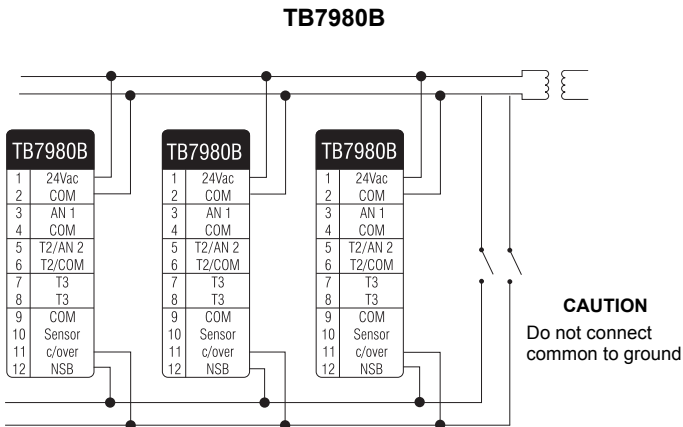 TB7980B
TB7980B
1 24Vac
2 COM
3 AN 1
4 COM
5 T2/AN 2
6 T2/COM
7 T3
8 T3
9 COM
10 Sensor
11 c/over
12 NSB
TB7980B
1 24Vac
2 COM
3 AN 1
4 COM
5 T2/AN 2
6 T2/COM
7 T3
8 T3
9 COM
10 Sensor
11 c/over
12 NSB
TB7980B
1 24Vac
2 COM
3 AN 1
4 COM
5 T2/AN 2
6 T2/COM
7 T3
8 T3
9 COM
10 Sensor
11 c/over
12 NSB
CAUTION
Do not connect
common to ground